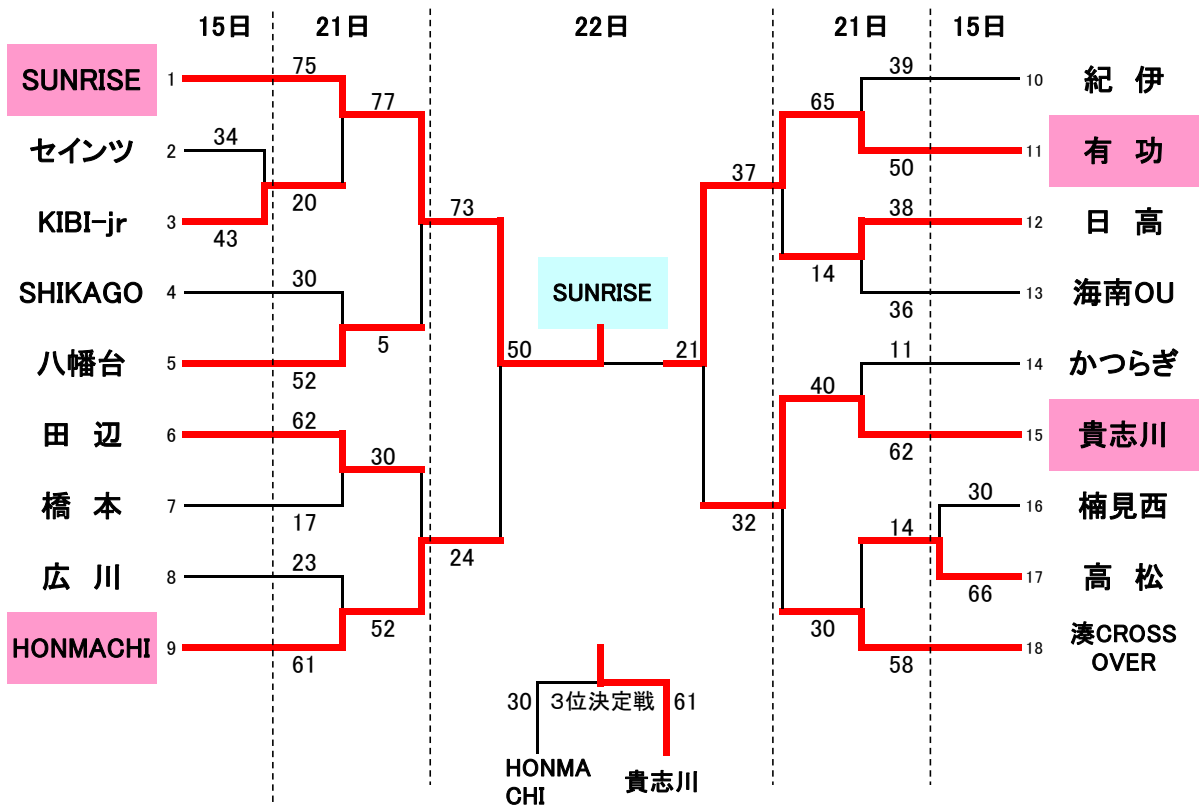 15日 21日 22日 21日 15日
SUNRISE 1 75
77
セインツ 2 34
20
KIBI-jr 3 43
73
SHIKAGO 4 30
5
八幡台 5 52
50
田 辺 6 62
30
橋 本 7 17
24
広 川 8 23
52
HONMACHI 9 61
SUNRISE
39 10 紀 伊
65
50 11 有 功
37
38 12 日 高
14
36 13 海南OU
21
11 14 かつらぎ
40
62 15 貴志川
32
30 16 楠見西
14
66 17 高 松
30
58 18 湊CROSS
OVER
30 3位決定戦 61
HONMA
CHI
貴志川